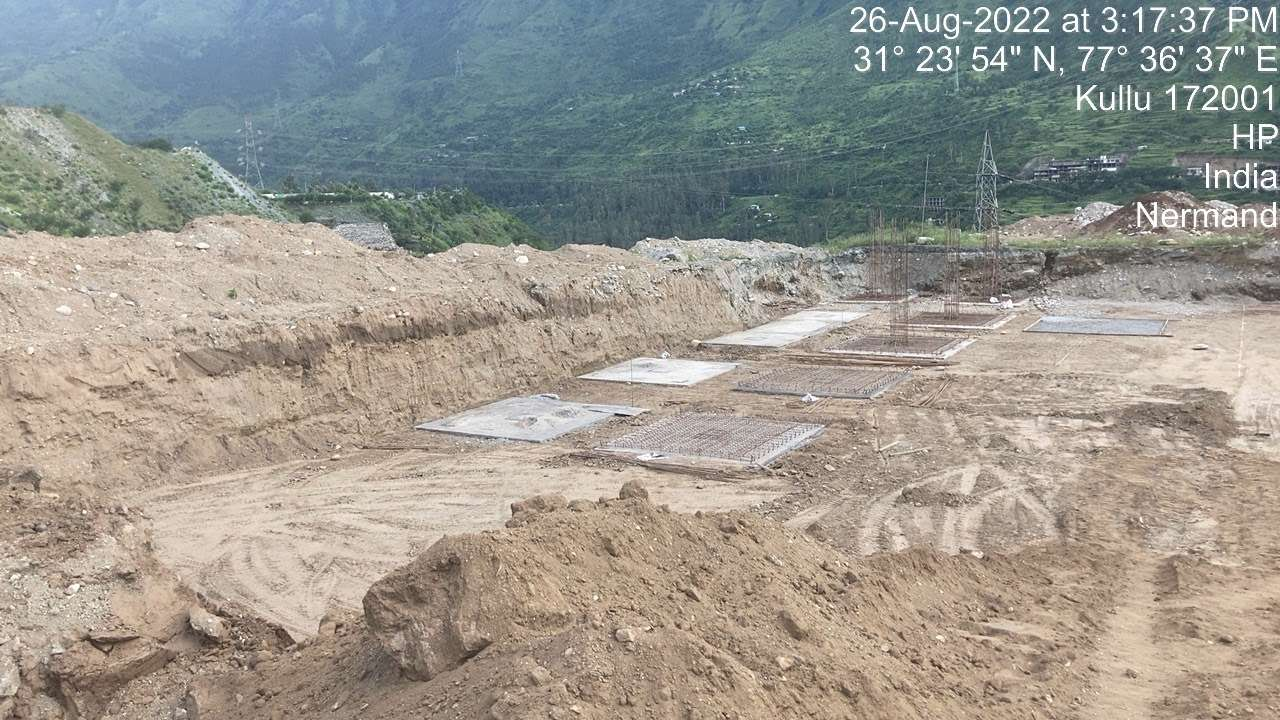 26-Aug-2022 at 3:17:37 PM
31° 23' 54" N, 77° 36' 37" E
Kullu 172001
HP
India
Nermand